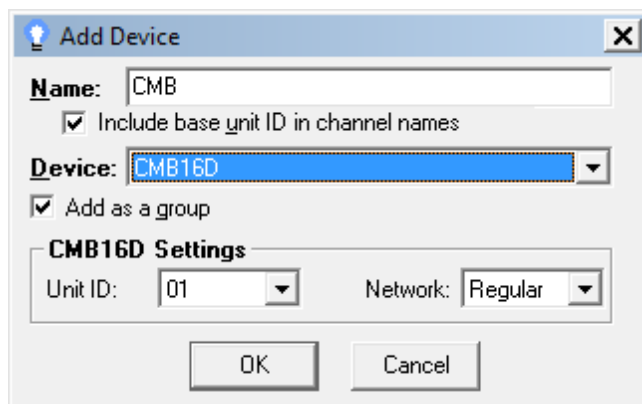 Add Device
Name: CMB
Include base unit ID in channel names
Device: CMB16D
Add as a group
CMB16D Settings
Unit ID: 01 Network: Regular
OK Cancel